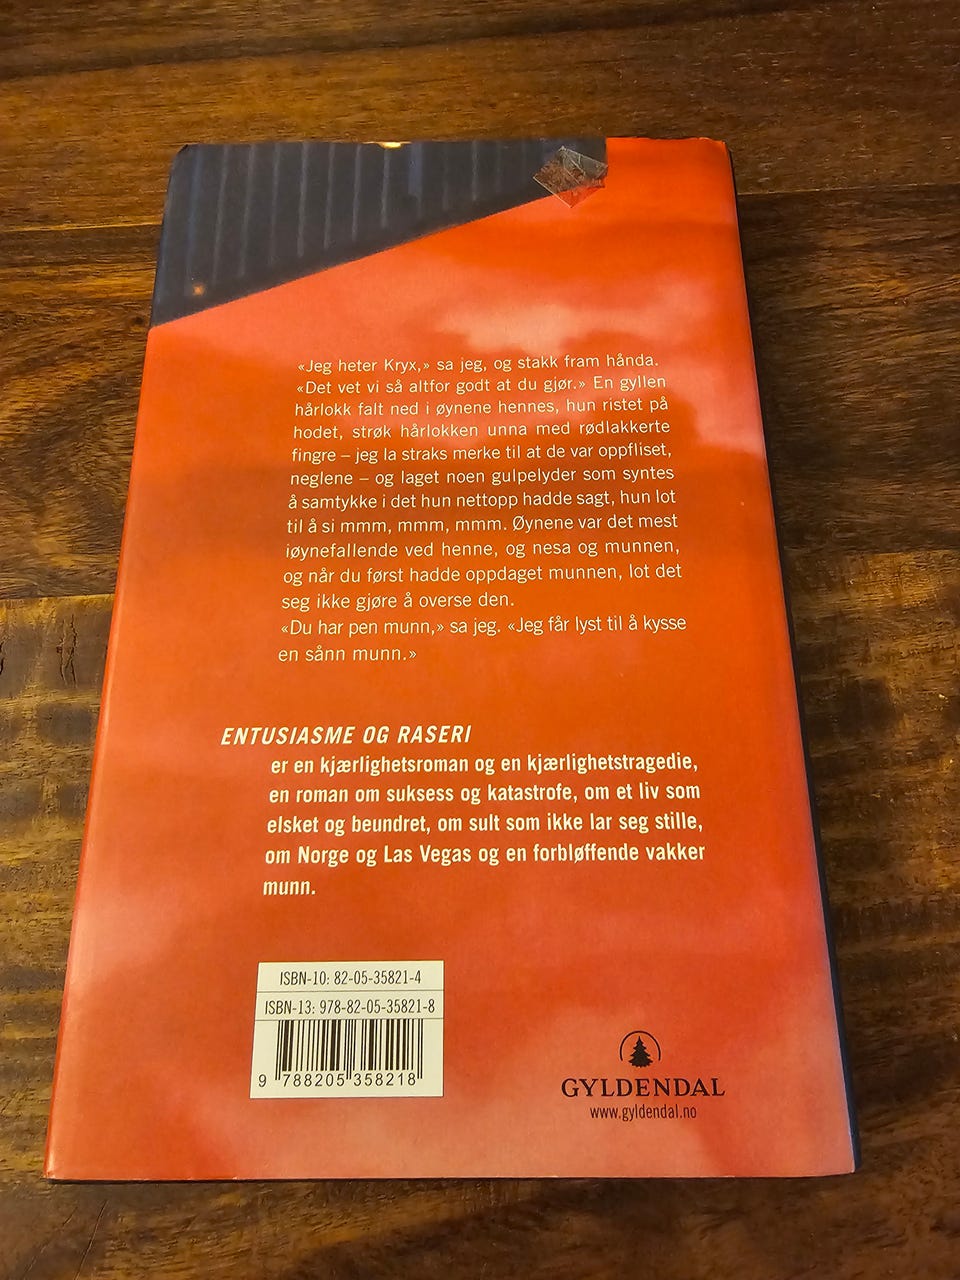 «Jeg heter Kryx,» sa jeg, og stakk fram hånda.
«Det vet vi så altfor godt at du gjør.» En gyllen
hårlokk falt ned i øynene hennes, hun ristet på
hodet, strøk hårlokken unna med rødlakkerte
fingre – jeg la straks merke til at de var oppfliset,
neglene – og laget noen gulpelyder som syntes
å samtykke i det hun nettopp hadde sagt, hun lot
til å si mmm, mmm, mmm. Øynene var det mest
iøynefallende ved henne, og nesa og munnen,
og når du først hadde oppdaget munnen, lot det
seg ikke gjøre å overse den.
«Du har pen munn,» sa jeg. «Jeg får lyst til å kysse
en sånn munn.»
ENTUSIASME OG RASERI
er en kjærlighetsroman og en kjærlighetstragedie,
en roman om suksess og katastrofe, om et liv som
elsket og beundret, om sult som ikke lar seg stille,
om Norge og Las Vegas og en forbløffende vakker
munn.
ISBN-10: 82-05-35821-4
ISBN-13: 978-82-05-35821-8
9 788205 358218
GYLDENDAL
www.gyldendal.no